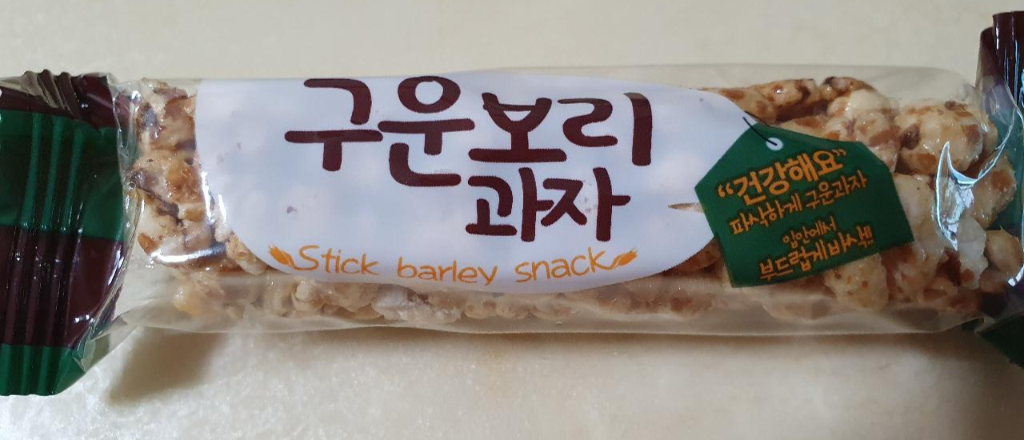 구운보리
과자
Stick barley snack
“건강해요”
파삭하게 구운과자
입안에서
부드럽게바삭